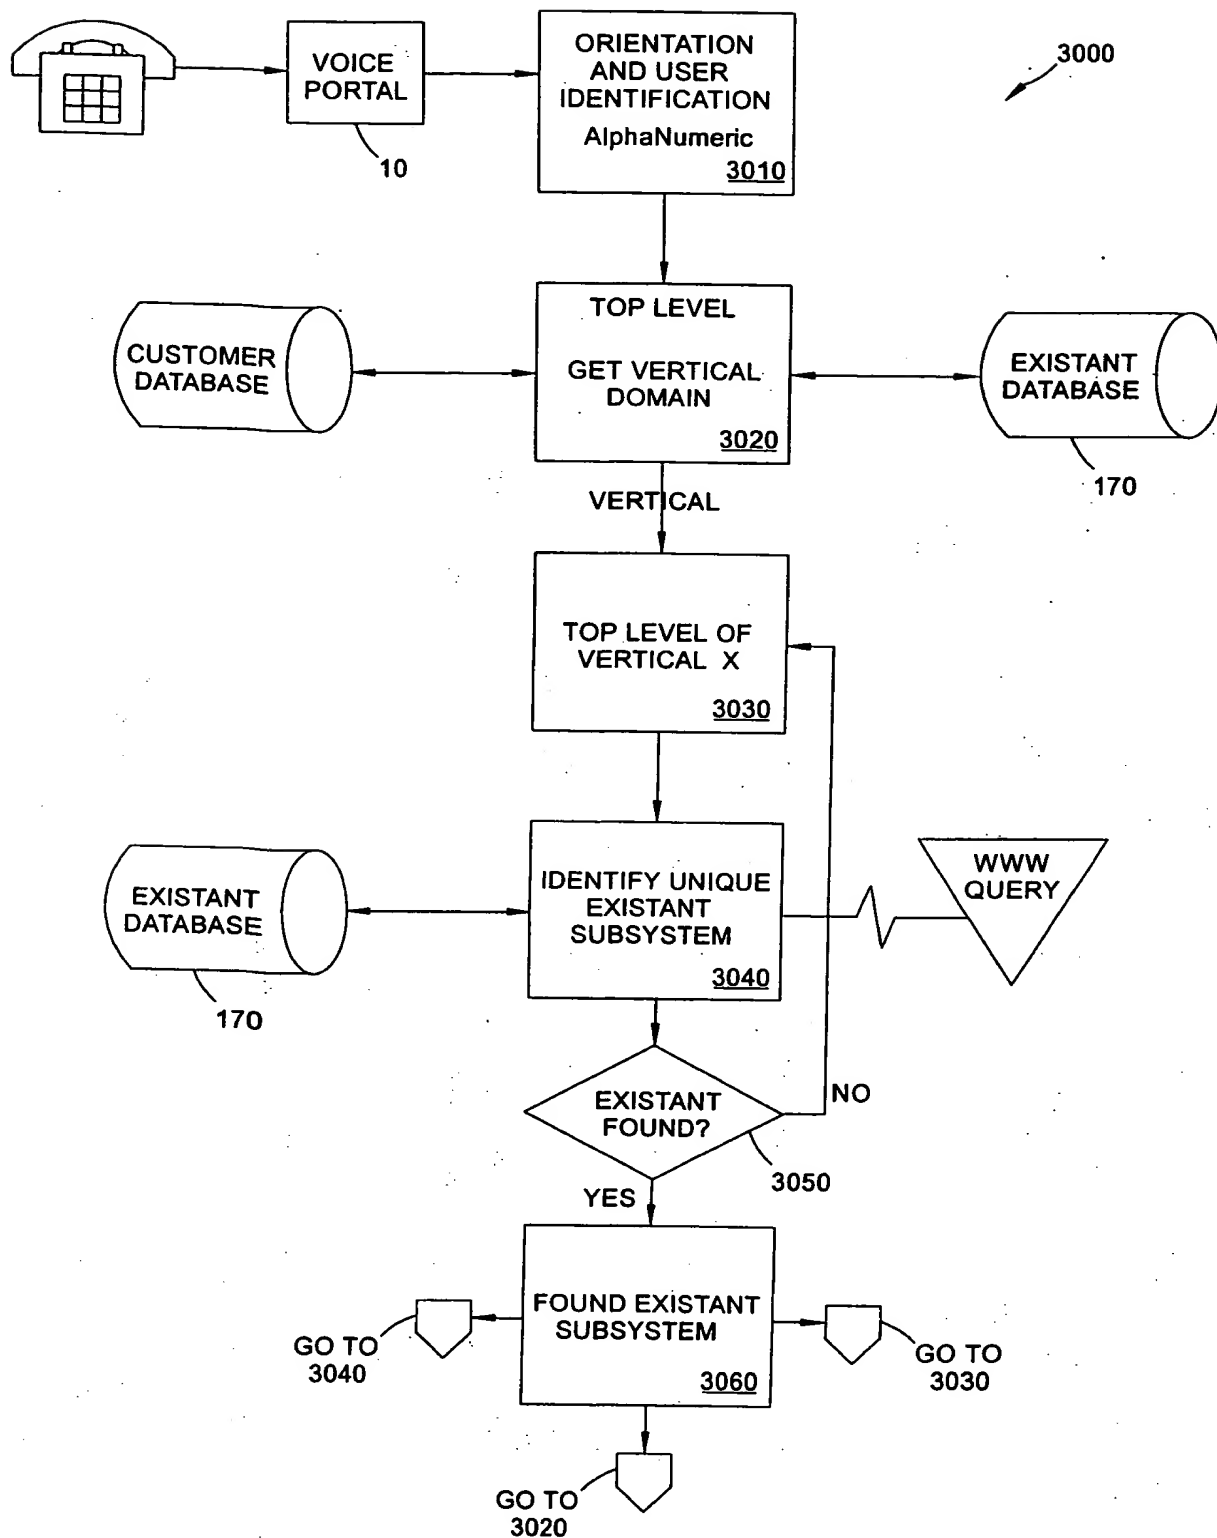 VOICE
PORTAL
10
ORIENTATION
AND USER
IDENTIFICATION
AlphaNumeric
3010
3000
CUSTOMER
DATABASE
TOP LEVEL
GET VERTICAL
DOMAIN
3020
EXISTANT
DATABASE
170
VERTICAL
TOP LEVEL OF
VERTICAL X
3030
EXISTANT
DATABASE
170
IDENTIFY UNIQUE
EXISTANT
SUBSYSTEM
3040
WWW
QUERY
EXISTANT
FOUND?
NO
3050
YES
FOUND EXISTANT
SUBSYSTEM
3060
GO TO
3040
GO TO
3030
GO TO
3020